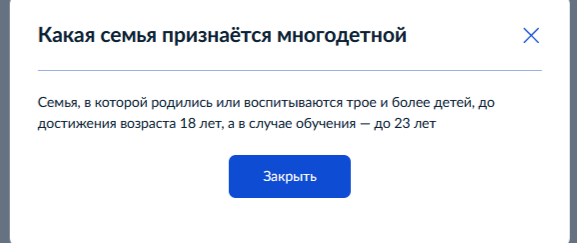 Какая семья признаётся многодетной
Семья, в которой родились или воспитываются трое и более детей, до
достижения возраста 18 лет, а в случае обучения — до 23 лет
Закрыть